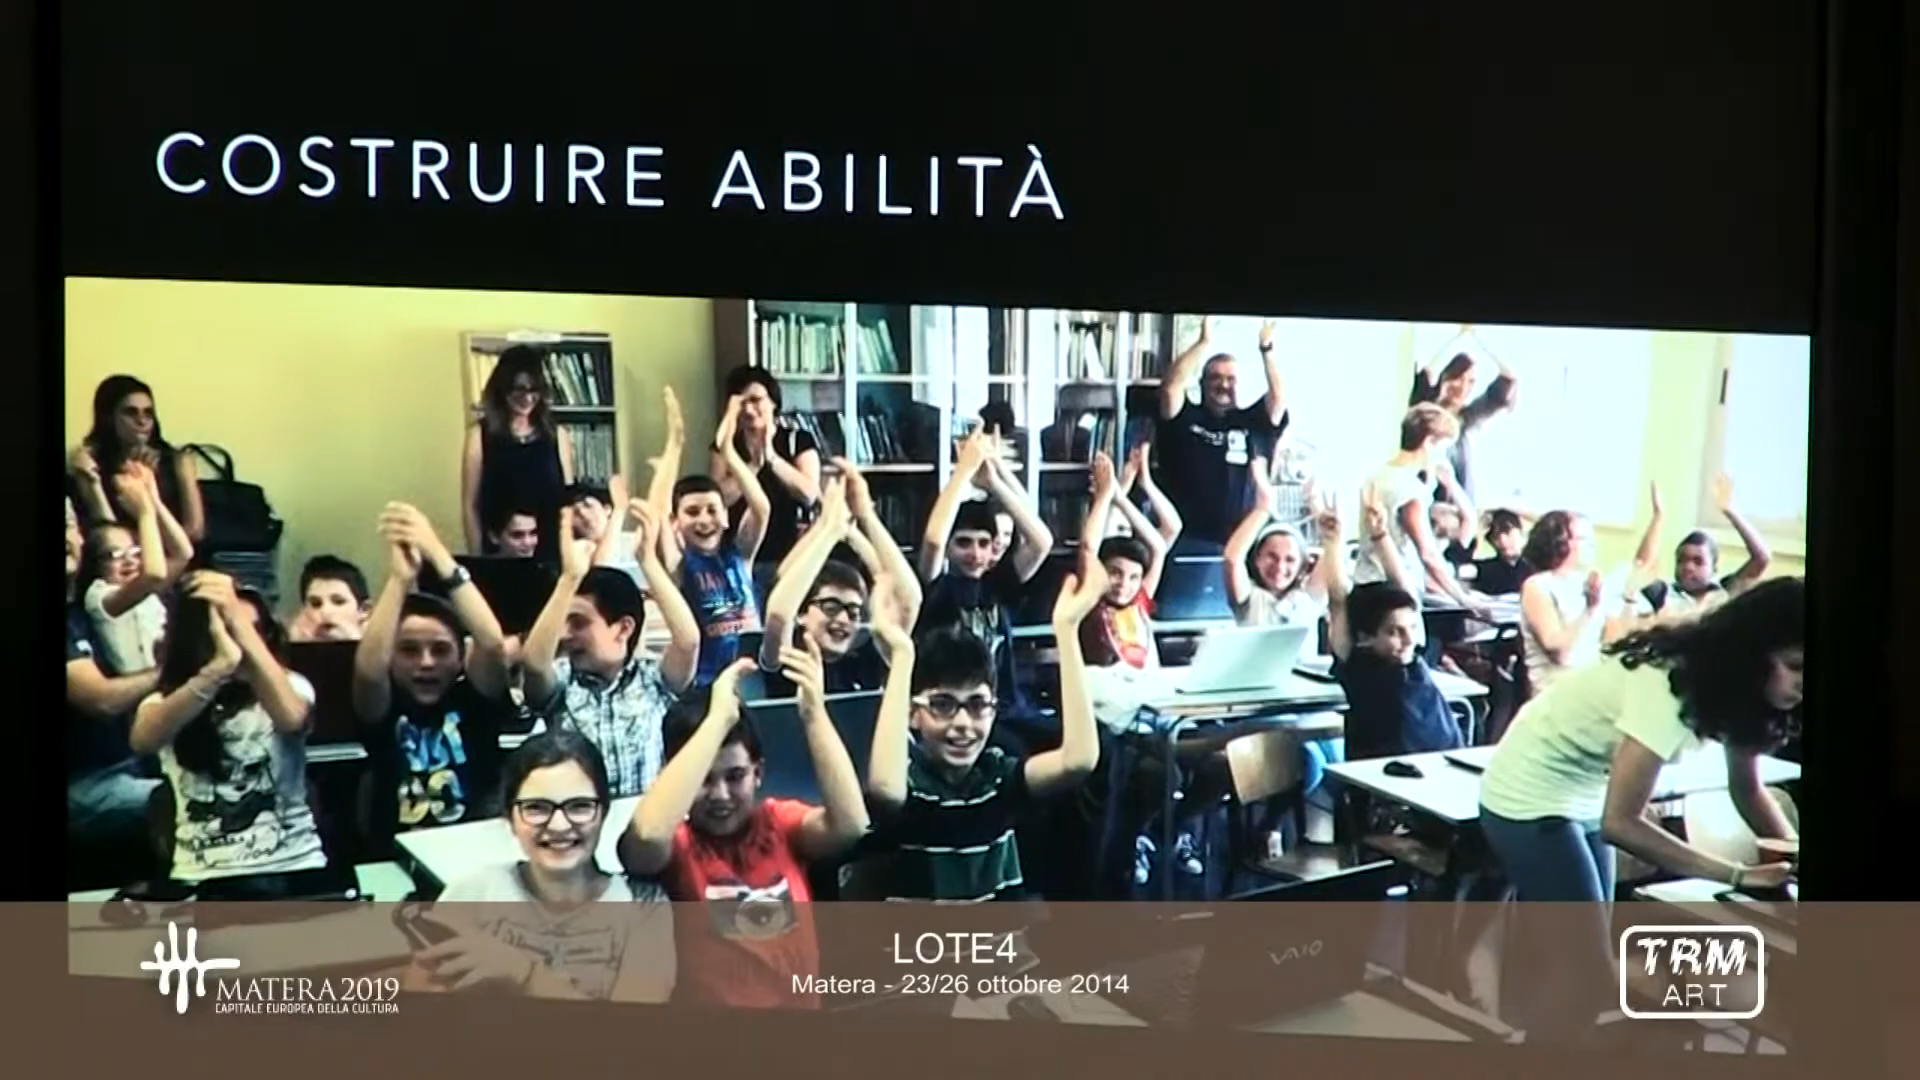 COSTRUIRE ABILITÀ
VAIO
LOTE4
Matera - 23/26 ottobre 2014
MATERA 2019
CAPITALE EUROPEA DELLA CULTURA
TRM
ART